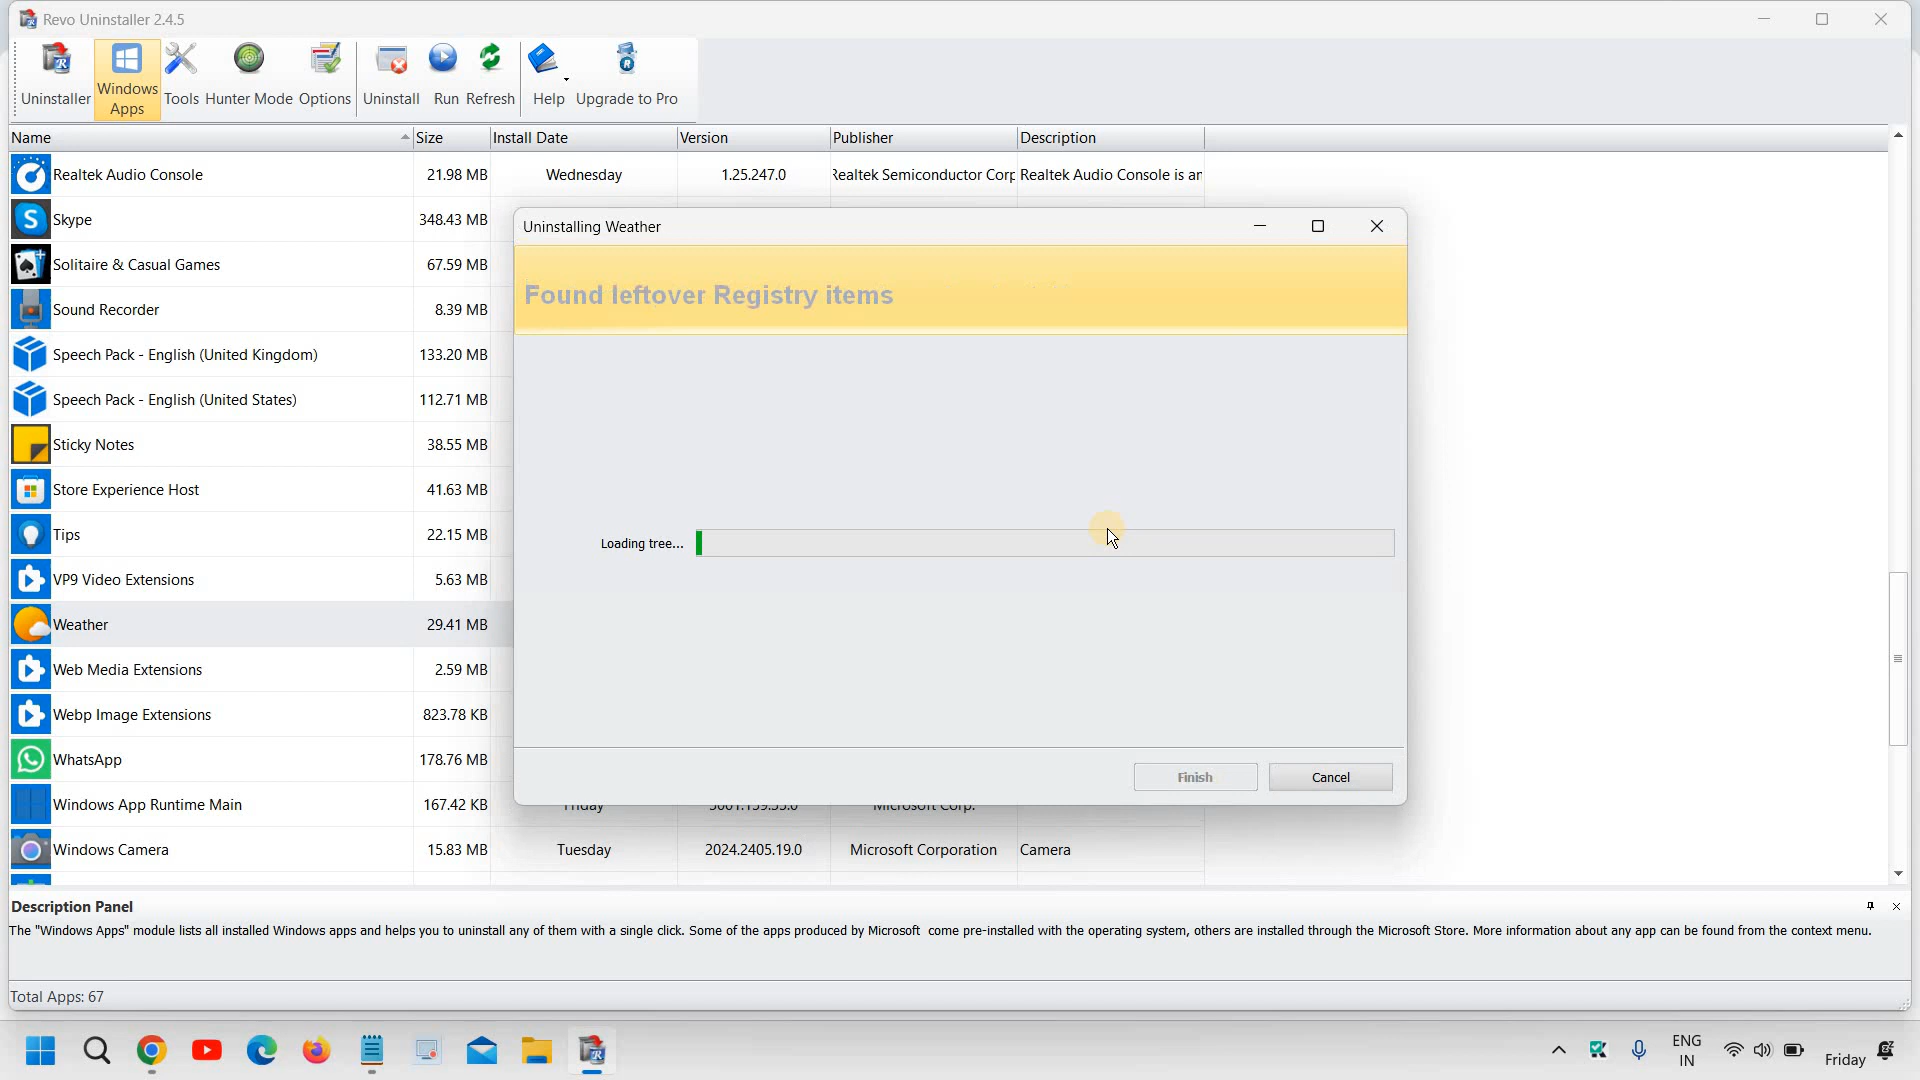 Revo Uninstaller 2.4.5
Uninstaller
Windows Apps
Tools
Hunter Mode
Options
Uninstall
Run
Refresh
Help
Upgrade to Pro
Name Size Install Date Version Publisher Description
Realtek Audio Console 21.98 MB Wednesday 1.25.247.0 Realtek Semiconductor Corp Realtek Audio Console is an
Skype 348.43 MB
Solitaire & Casual Games 67.59 MB
Sound Recorder 8.39 MB
Speech Pack - English (United Kingdom) 133.20 MB
Speech Pack - English (United States) 112.71 MB
Sticky Notes 38.55 MB
Store Experience Host 41.63 MB
Tips 22.15 MB
VP9 Video Extensions 5.63 MB
Weather 29.41 MB
Web Media Extensions 2.59 MB
Webp Image Extensions 823.78 KB
WhatsApp 178.76 MB
Windows App Runtime Main 167.42 KB Friday Microsoft Corp.
Windows Camera 15.83 MB Tuesday 2024.2405.19.0 Microsoft Corporation Camera
Uninstalling Weather
Found leftover Registry items
Loading tree...
Finish
Cancel
Description Panel
The "Windows Apps" module lists all installed Windows apps and helps you to uninstall any of them with a single click. Some of the apps produced by Microsoft come pre-installed with the operating system, others are installed through the Microsoft Store. More information about any app can be found from the context menu.
Total Apps: 67
ENG
IN
Friday